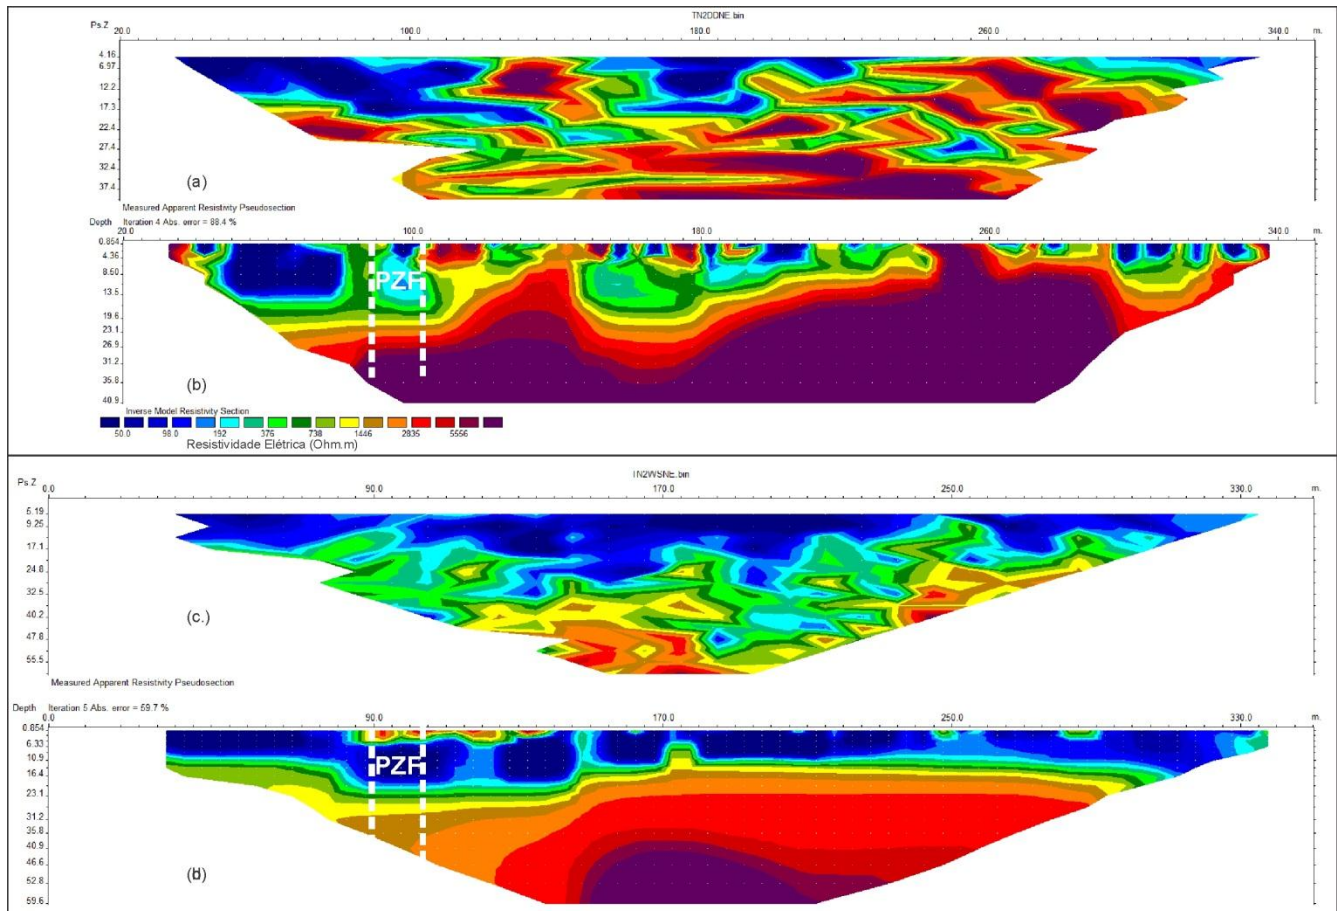 TN2DDNE.bin
Ps.Z 20.0 100.0 180.0 260.0 340.0 m.
4.16
6.97
12.2
17.3
22.4
27.4
32.4
37.4
(a)
Measured Apparent Resistivity Pseudosection
Depth Iteration 4 Abs. error = 88.4 %
20.0 100.0 180.0 260.0 340.0 m.
0.854
4.36
8.50
13.5
19.6
23.1
26.9
31.2
35.8
40.9
PZF
(b)
Inverse Model Resistivity Section
50.0 98.0 192 376 738 1446 2835 5556
Resistividade Elétrica (Ohm.m)
TN2WSNE.bin
Ps.Z 0.0 90.0 170.0 250.0 330.0 m.
5.19
9.25
17.1
24.8
32.5
40.2
47.8
55.5
(c.)
Measured Apparent Resistivity Pseudosection
Depth Iteration 5 Abs. error = 59.7 %
0.0 90.0 170.0 250.0 330.0 m.
0.854
6.33
10.9
16.4
23.1
31.2
35.8
40.9
46.6
52.8
59.6
PZF
(d)